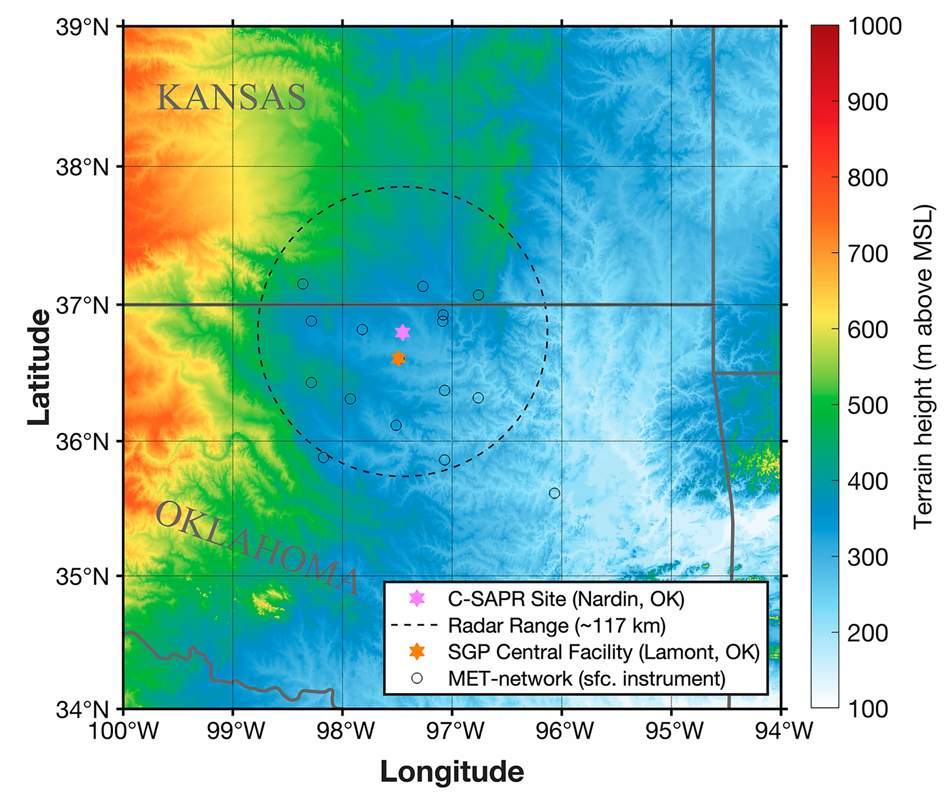 39°N
38°N
37°N
36°N
35°N
34°N
Latitude
KANSAS
OKLAHOMA
C-SAPR Site (Nardin, OK)
Radar Range (~117 km)
SGP Central Facility (Lamont, OK)
MET-network (sfc. instrument)
100°W 99°W 98°W 97°W 96°W 95°W 94°W
Longitude
1000
900
800
700
600
500
400
300
200
100
Terrain height (m above MSL)